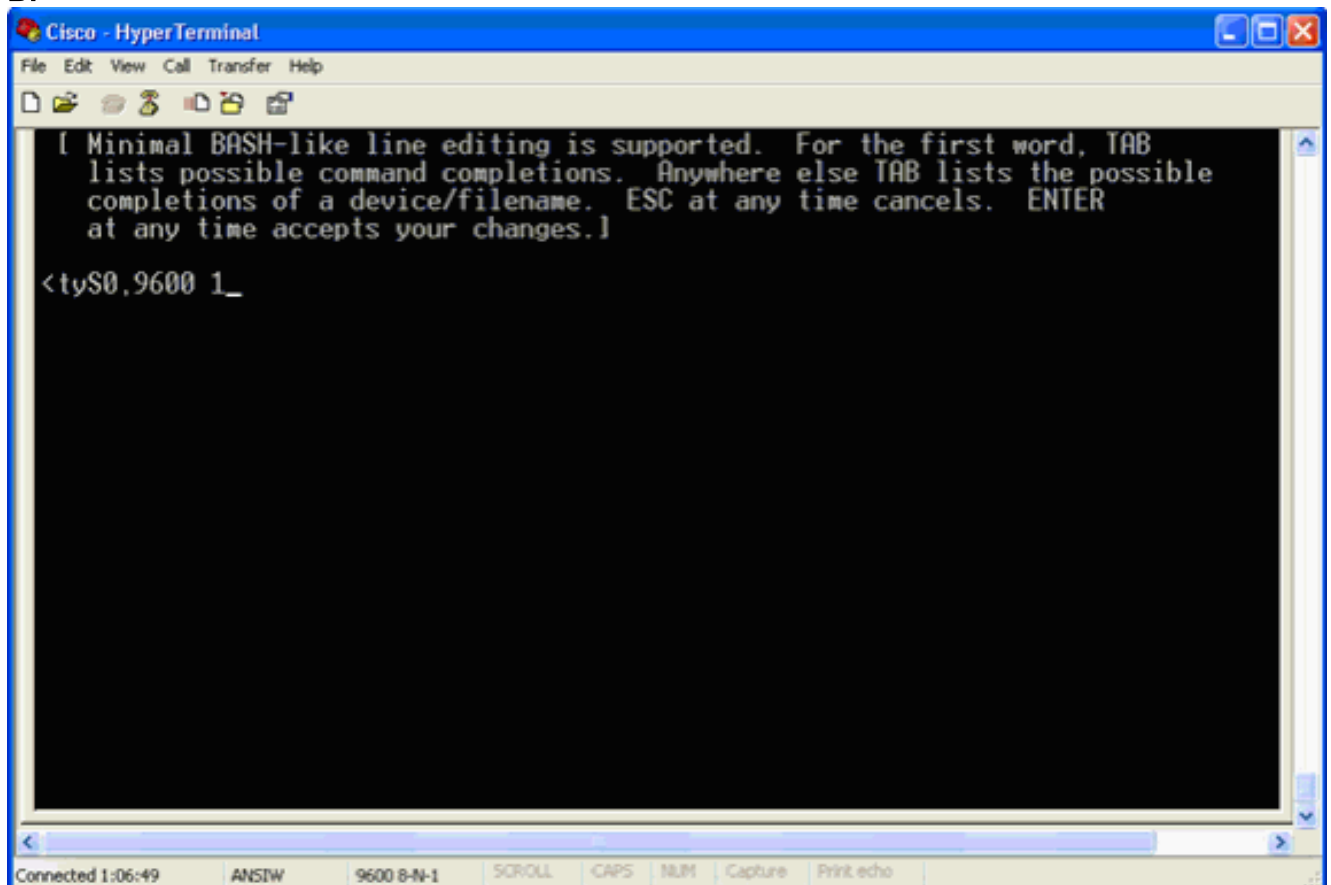 Cisco - HyperTerminal
File Edit View Call Transfer Help
[ Minimal BASH-like line editing is supported. For the first word, TAB
lists possible command completions. Anywhere else TAB lists the possible
completions of a device/filename. ESC at any time cancels. ENTER
at any time accepts your changes.]
<tyS0,9600 1_
Connected 1:06:49 ANSIW 9600 8-N-1 SCROLL CAPS NUM Capture Print echo